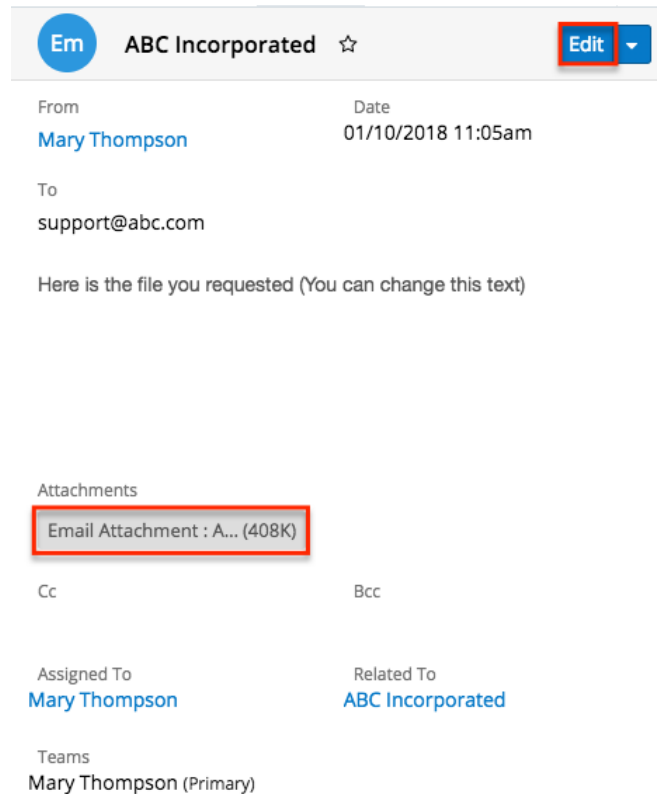 Em ABC Incorporated Edit
From Date
Mary Thompson 01/10/2018 11:05am
To
support@abc.com
Here is the file you requested (You can change this text)
Attachments
Email Attachment : A... (408K)
Cc Bcc
Assigned To Related To
Mary Thompson ABC Incorporated
Teams
Mary Thompson (Primary)